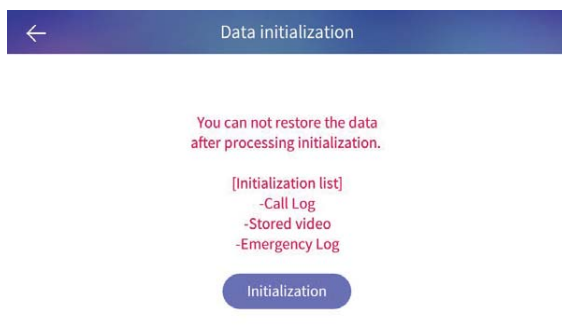 Data initialization
You can not restore the data
after processing initialization.
[Initialization list]
-Call Log
-Stored video
-Emergency Log
Initialization